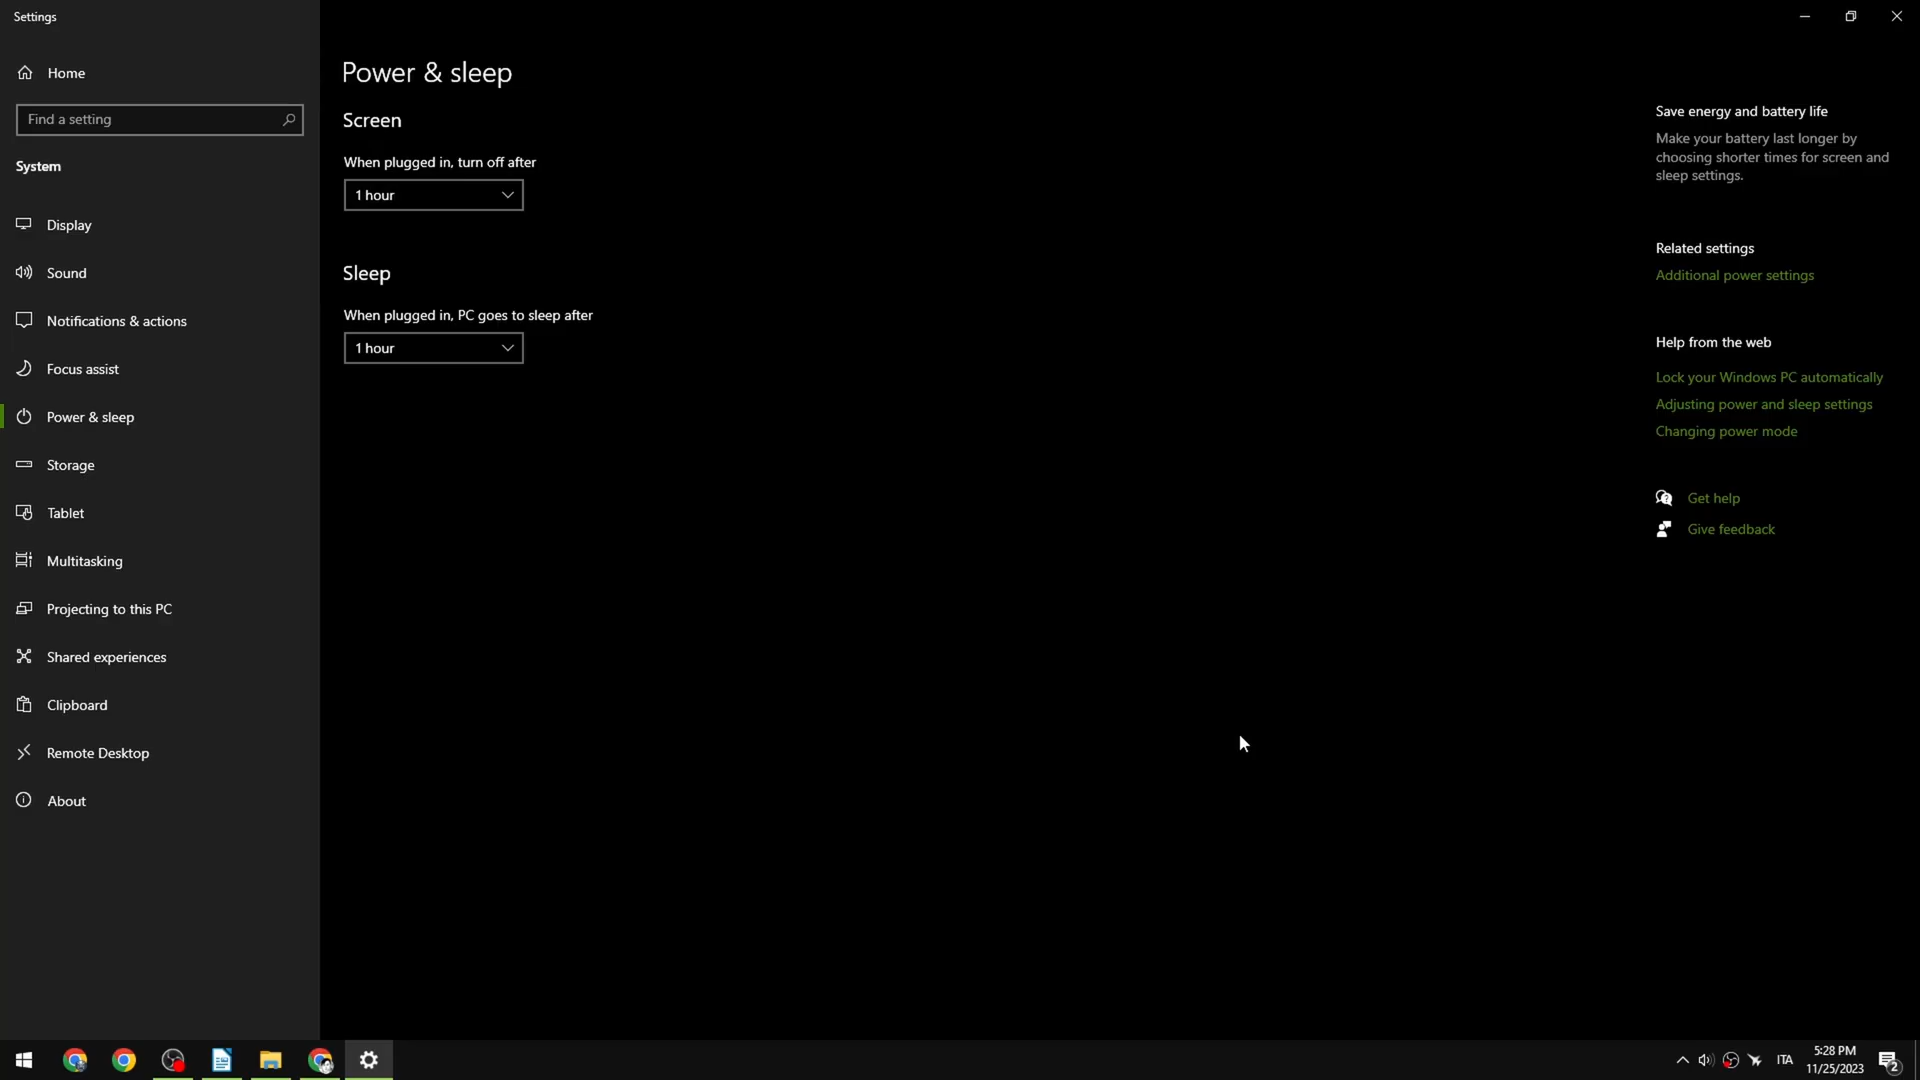 Settings
Home
Find a setting
System
Display
Sound
Notifications & actions
Focus assist
Power & sleep
Storage
Tablet
Multitasking
Projecting to this PC
Shared experiences
Clipboard
Remote Desktop
About
Power & sleep
Screen
When plugged in, turn off after
1 hour
Sleep
When plugged in, PC goes to sleep after
1 hour
Save energy and battery life
Make your battery last longer by
choosing shorter times for screen and
sleep settings.
Related settings
Additional power settings
Help from the web
Lock your Windows PC automatically
Adjusting power and sleep settings
Changing power mode
Get help
Give feedback
ITA
5:28 PM
11/25/2023
2